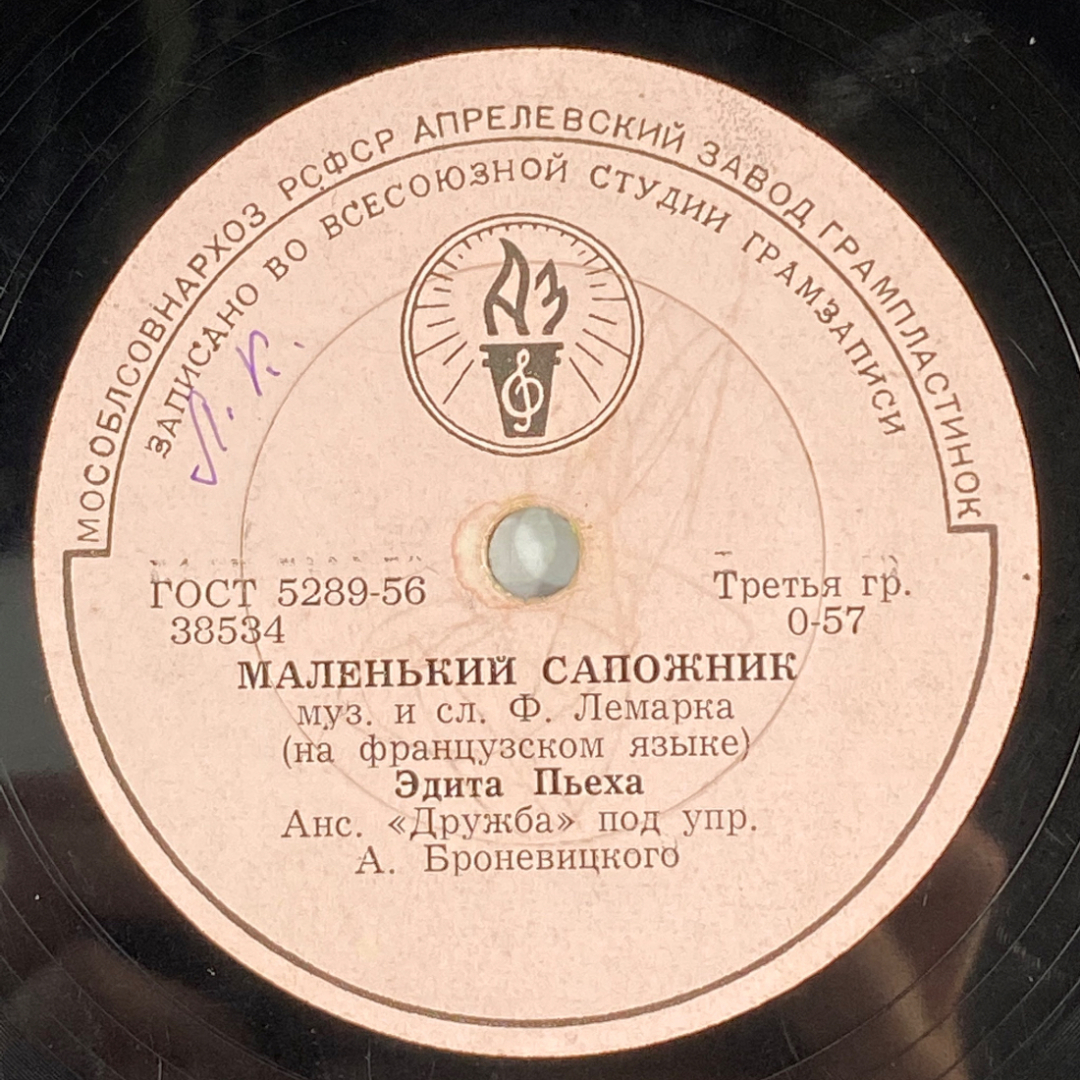 МОСОБЛСОВНАРХОЗ РСФСР АПРЕЛЕВСКИЙ ЗАВОД ГРАМПЛАСТИНОК
ЗАПИСАНО ВО ВСЕСОЮЗНОЙ СТУДИИ ГРАМЗАПИСИ
АЗ
Л. К.
ГОСТ 5289-56
38534
Третья гр.
0-57
МАЛЕНЬКИЙ САПОЖНИК
муз. и сл. Ф. Лемарка
(на французском языке)
Эдита Пьеха
Анс. «Дружба» под упр.
А. Броневицкого